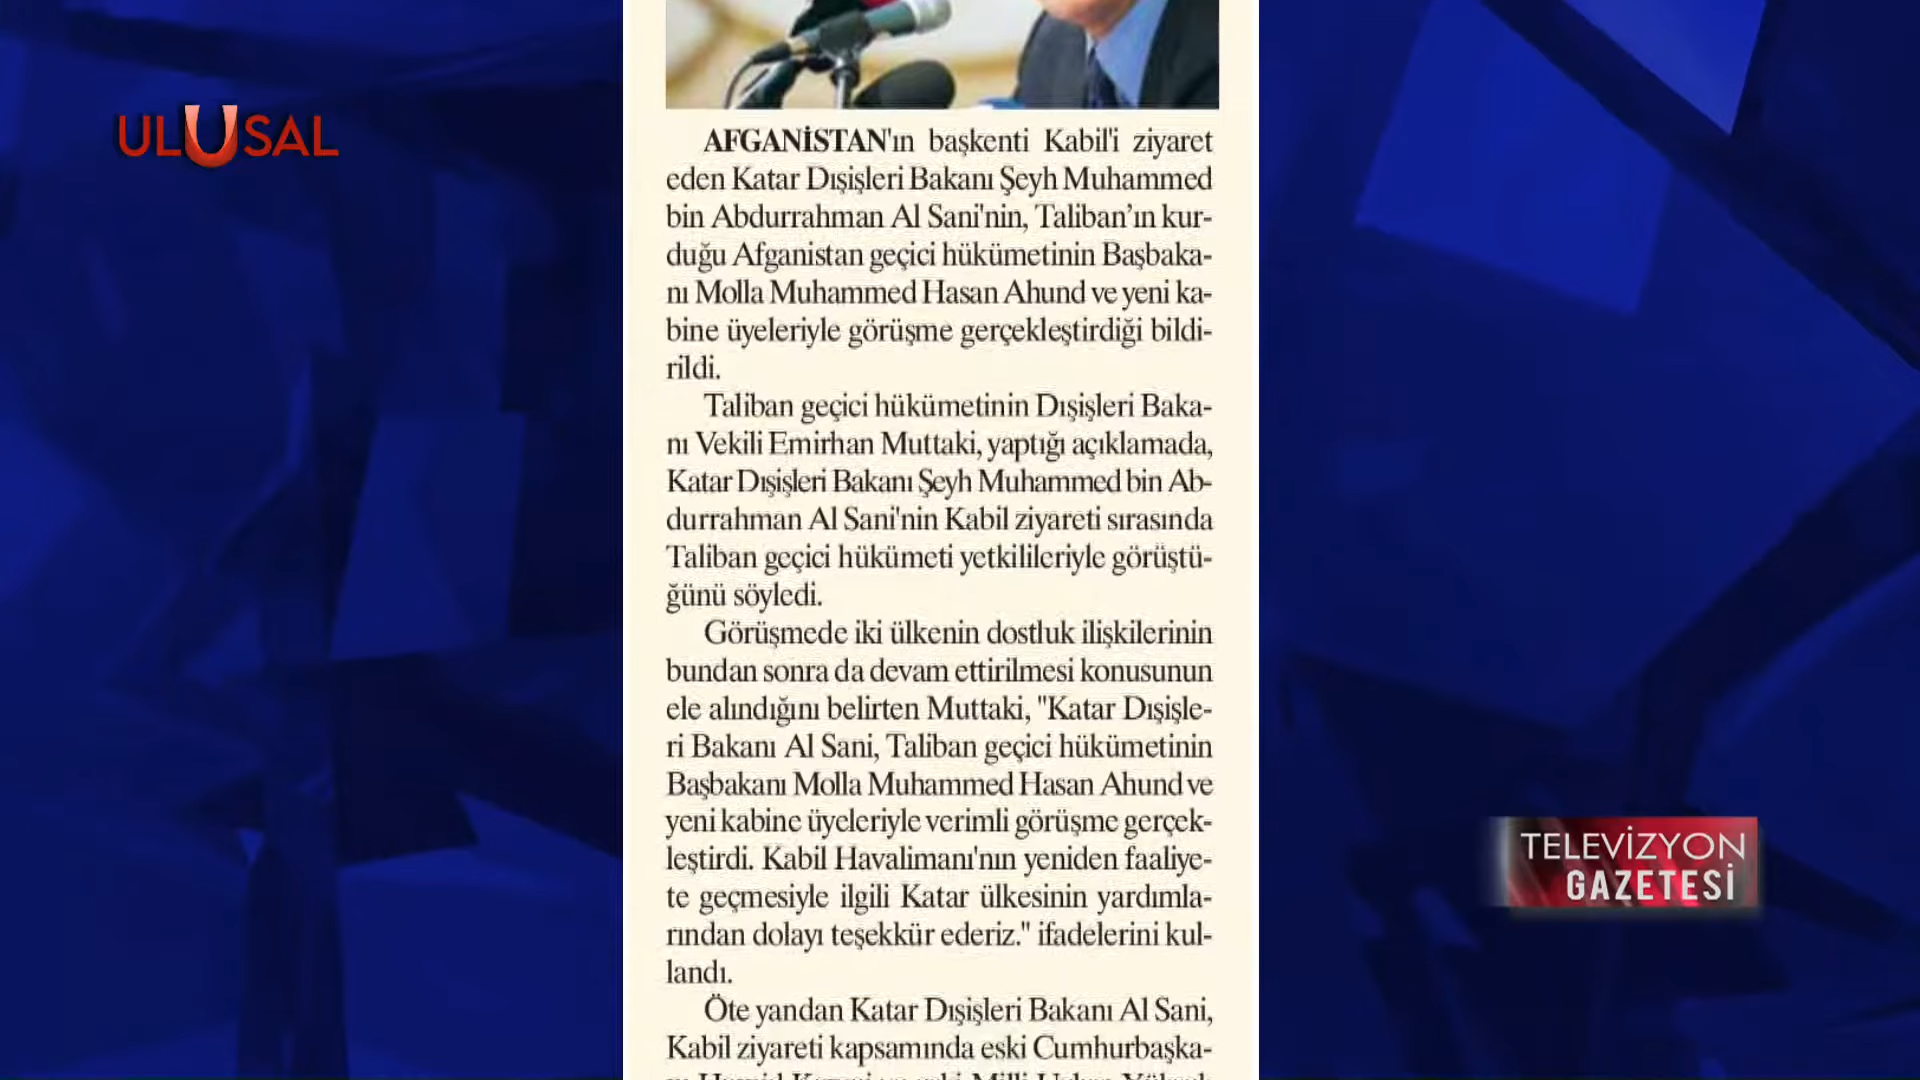 ULUSAL
AFGANİSTAN'ın başkenti Kabil'i ziyaret
eden Katar Dışişleri Bakanı Şeyh Muhammed
bin Abdurrahman Al Sani'nin, Taliban’ın kur-
duğu Afganistan geçici hükümetinin Başbaka-
nı Molla Muhammed Hasan Ahund ve yeni ka-
bine üyeleriyle görüşme gerçekleştirdiği bildi-
rildi.
Taliban geçici hükümetinin Dışişleri Baka-
nı Vekili Emirhan Muttaki, yaptığı açıklamada,
Katar Dışişleri Bakanı Şeyh Muhammed bin Ab-
durrahman Al Sani'nin Kabil ziyareti sırasında
Taliban geçici hükümeti yetkilileriyle görüştü-
ğünü söyledi.
Görüşmede iki ülkenin dostluk ilişkilerinin
bundan sonra da devam ettirilmesi konusunun
ele alındığını belirten Muttaki, "Katar Dışişle-
ri Bakanı Al Sani, Taliban geçici hükümetinin
Başbakanı Molla Muhammed Hasan Ahund ve
yeni kabine üyeleriyle verimli görüşme gerçek-
leştirdi. Kabil Havalimanı'nın yeniden faaliye-
te geçmesiyle ilgili Katar ülkesinin yardımla-
rından dolayı teşekkür ederiz." ifadelerini kul-
landı.
Öte yandan Katar Dışişleri Bakanı Al Sani,
Kabil ziyareti kapsamında eski Cumhurbaşka-
TELEVİZYON
GAZETESİ